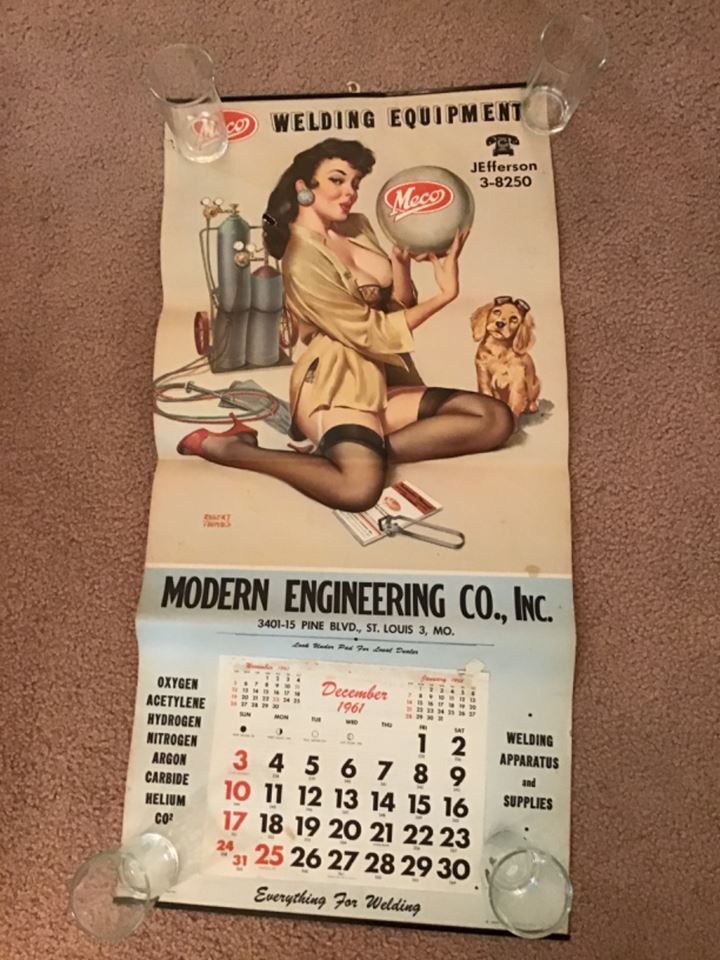 Meco WELDING EQUIPMENT
JEfferson
3-8250
Meco
MODERN ENGINEERING CO., INC.
3401-15 PINE BLVD., ST. LOUIS 3, MO.
Look Under Pad For Local Dealer
OXYGEN
ACETYLENE
HYDROGEN
NITROGEN
ARGON
CARBIDE
HELIUM
CO²
November 1961
December
1961
SUN MON TUE WED THU FRI SAT
1 2
3 4 5 6 7 8 9
10 11 12 13 14 15 16
17 18 19 20 21 22 23
24 31 25 26 27 28 29 30
WELDING
APPARATUS
and
SUPPLIES
Everything For Welding